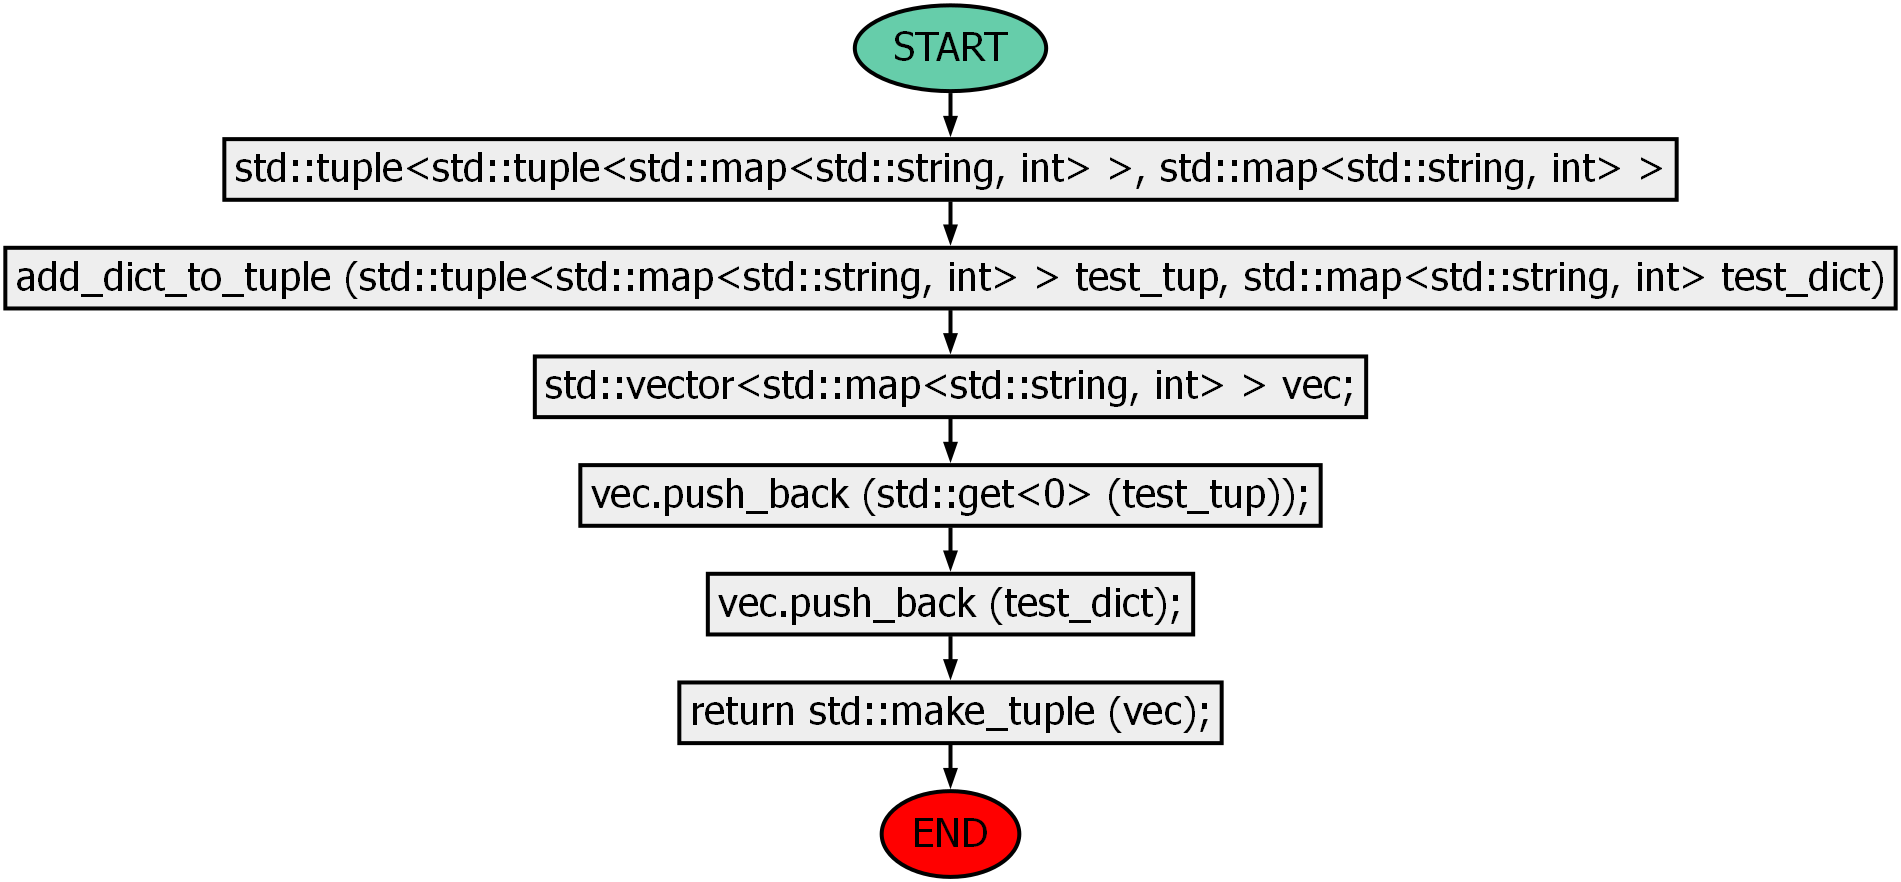 START
std::tuple<std::tuple<std::map<std::string, int> >, std::map<std::string, int> >
add_dict_to_tuple (std::tuple<std::map<std::string, int> > test_tup, std::map<std::string, int> test_dict)
std::vector<std::map<std::string, int> > vec;
vec.push_back (std::get<0> (test_tup));
vec.push_back (test_dict);
return std::make_tuple (vec);
END